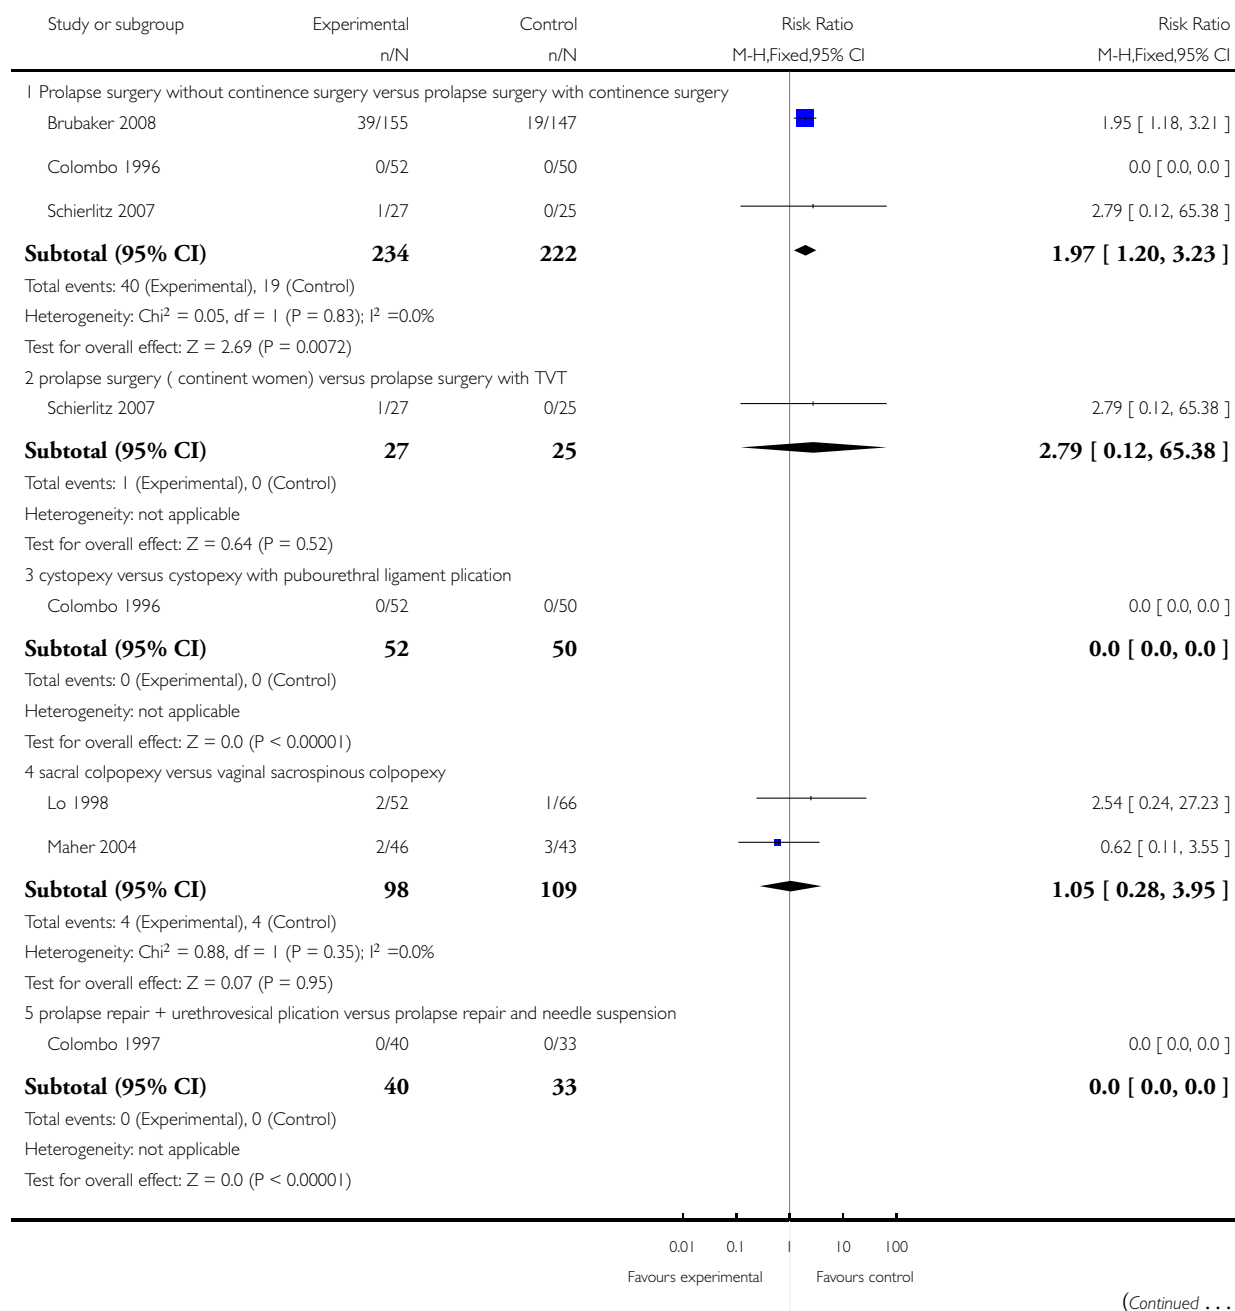 Study or subgroup Experimental Control Risk Ratio Risk Ratio
n/N n/N M-H,Fixed,95% CI M-H,Fixed,95% CI
1 Prolapse surgery without continence surgery versus prolapse surgery with continence surgery
Brubaker 2008 39/155 19/147 1.95 [ 1.18, 3.21 ]
Colombo 1996 0/52 0/50 0.0 [ 0.0, 0.0 ]
Schierlitz 2007 1/27 0/25 2.79 [ 0.12, 65.38 ]
Subtotal (95% CI) 234 222 1.97 [ 1.20, 3.23 ]
Total events: 40 (Experimental), 19 (Control)
Heterogeneity: Chi² = 0.05, df = 1 (P = 0.83); I² =0.0%
Test for overall effect: Z = 2.69 (P = 0.0072)
2 prolapse surgery ( continent women) versus prolapse surgery with TVT
Schierlitz 2007 1/27 0/25 2.79 [ 0.12, 65.38 ]
Subtotal (95% CI) 27 25 2.79 [ 0.12, 65.38 ]
Total events: 1 (Experimental), 0 (Control)
Heterogeneity: not applicable
Test for overall effect: Z = 0.64 (P = 0.52)
3 cystopexy versus cystopexy with pubourethral ligament plication
Colombo 1996 0/52 0/50 0.0 [ 0.0, 0.0 ]
Subtotal (95% CI) 52 50 0.0 [ 0.0, 0.0 ]
Total events: 0 (Experimental), 0 (Control)
Heterogeneity: not applicable
Test for overall effect: Z = 0.0 (P < 0.00001)
4 sacral colpopexy versus vaginal sacrospinous colpopexy
Lo 1998 2/52 1/66 2.54 [ 0.24, 27.23 ]
Maher 2004 2/46 3/43 0.62 [ 0.11, 3.55 ]
Subtotal (95% CI) 98 109 1.05 [ 0.28, 3.95 ]
Total events: 4 (Experimental), 4 (Control)
Heterogeneity: Chi² = 0.88, df = 1 (P = 0.35); I² =0.0%
Test for overall effect: Z = 0.07 (P = 0.95)
5 prolapse repair + urethrovesical plication versus prolapse repair and needle suspension
Colombo 1997 0/40 0/33 0.0 [ 0.0, 0.0 ]
Subtotal (95% CI) 40 33 0.0 [ 0.0, 0.0 ]
Total events: 0 (Experimental), 0 (Control)
Heterogeneity: not applicable
Test for overall effect: Z = 0.0 (P < 0.00001)
0.01 0.1 1 10 100
Favours experimental Favours control
(Continued . . .